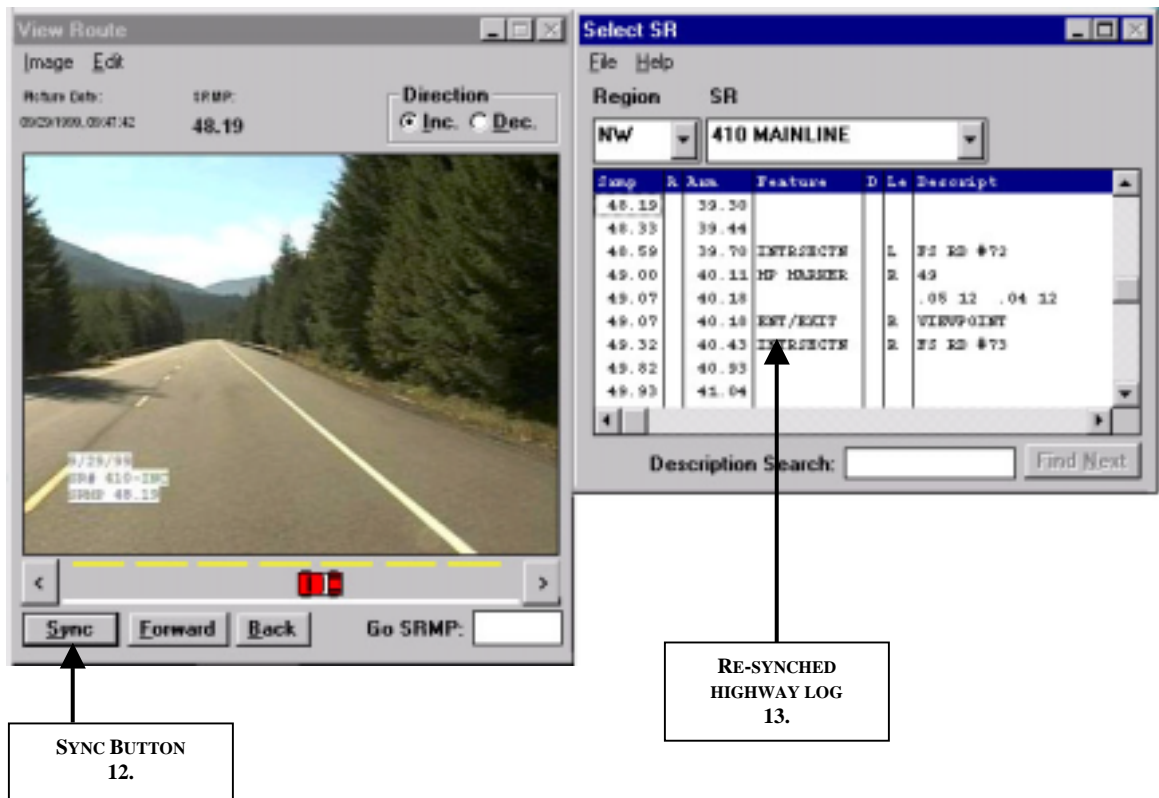 View Route
Image Edit
Picture Date: SRMP:
09/29/1999, 09:47:42 48.19
Direction
Inc. Dec.
9/29/99
SR# 410-INC
SRMP 48.19
< >
Sync Forward Back Go SRMP:
Select SR
File Help
Region SR
NW 410 MAINLINE
Srmp R Arm Feature D Le Descript
48.19 39.30
48.33 39.44
48.59 39.70 INTRSECTN L FS RD #72
49.00 40.11 MP MARKER R 49
49.07 40.18 .05 12 .04 12
49.07 40.18 ENT/EXIT R VIEWPOINT
49.32 40.43 INTRSECTN R FS RD #73
49.82 40.93
49.93 41.04
Description Search: Find Next
SYNC BUTTON
12.
RE-SYNCHED
HIGHWAY LOG
13.